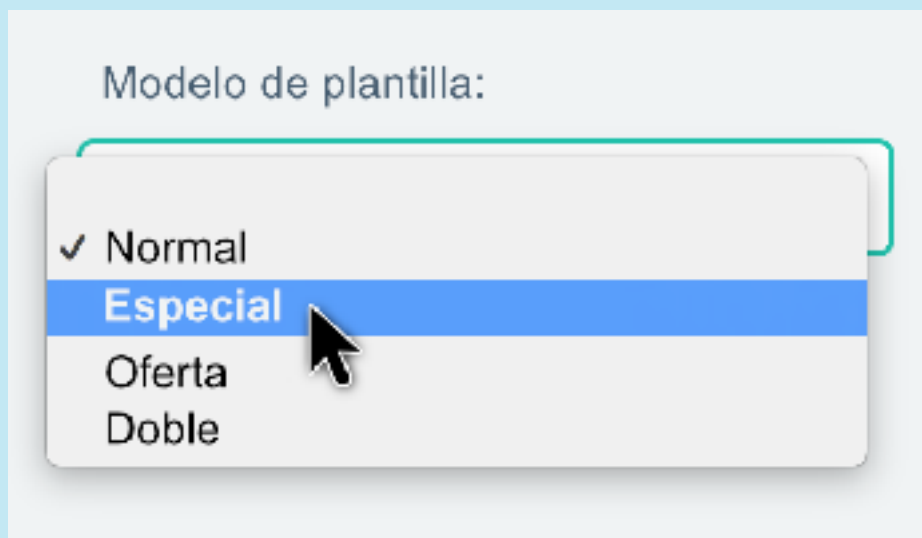 Modelo de plantilla:
✓ Normal
Especial
Oferta
Doble